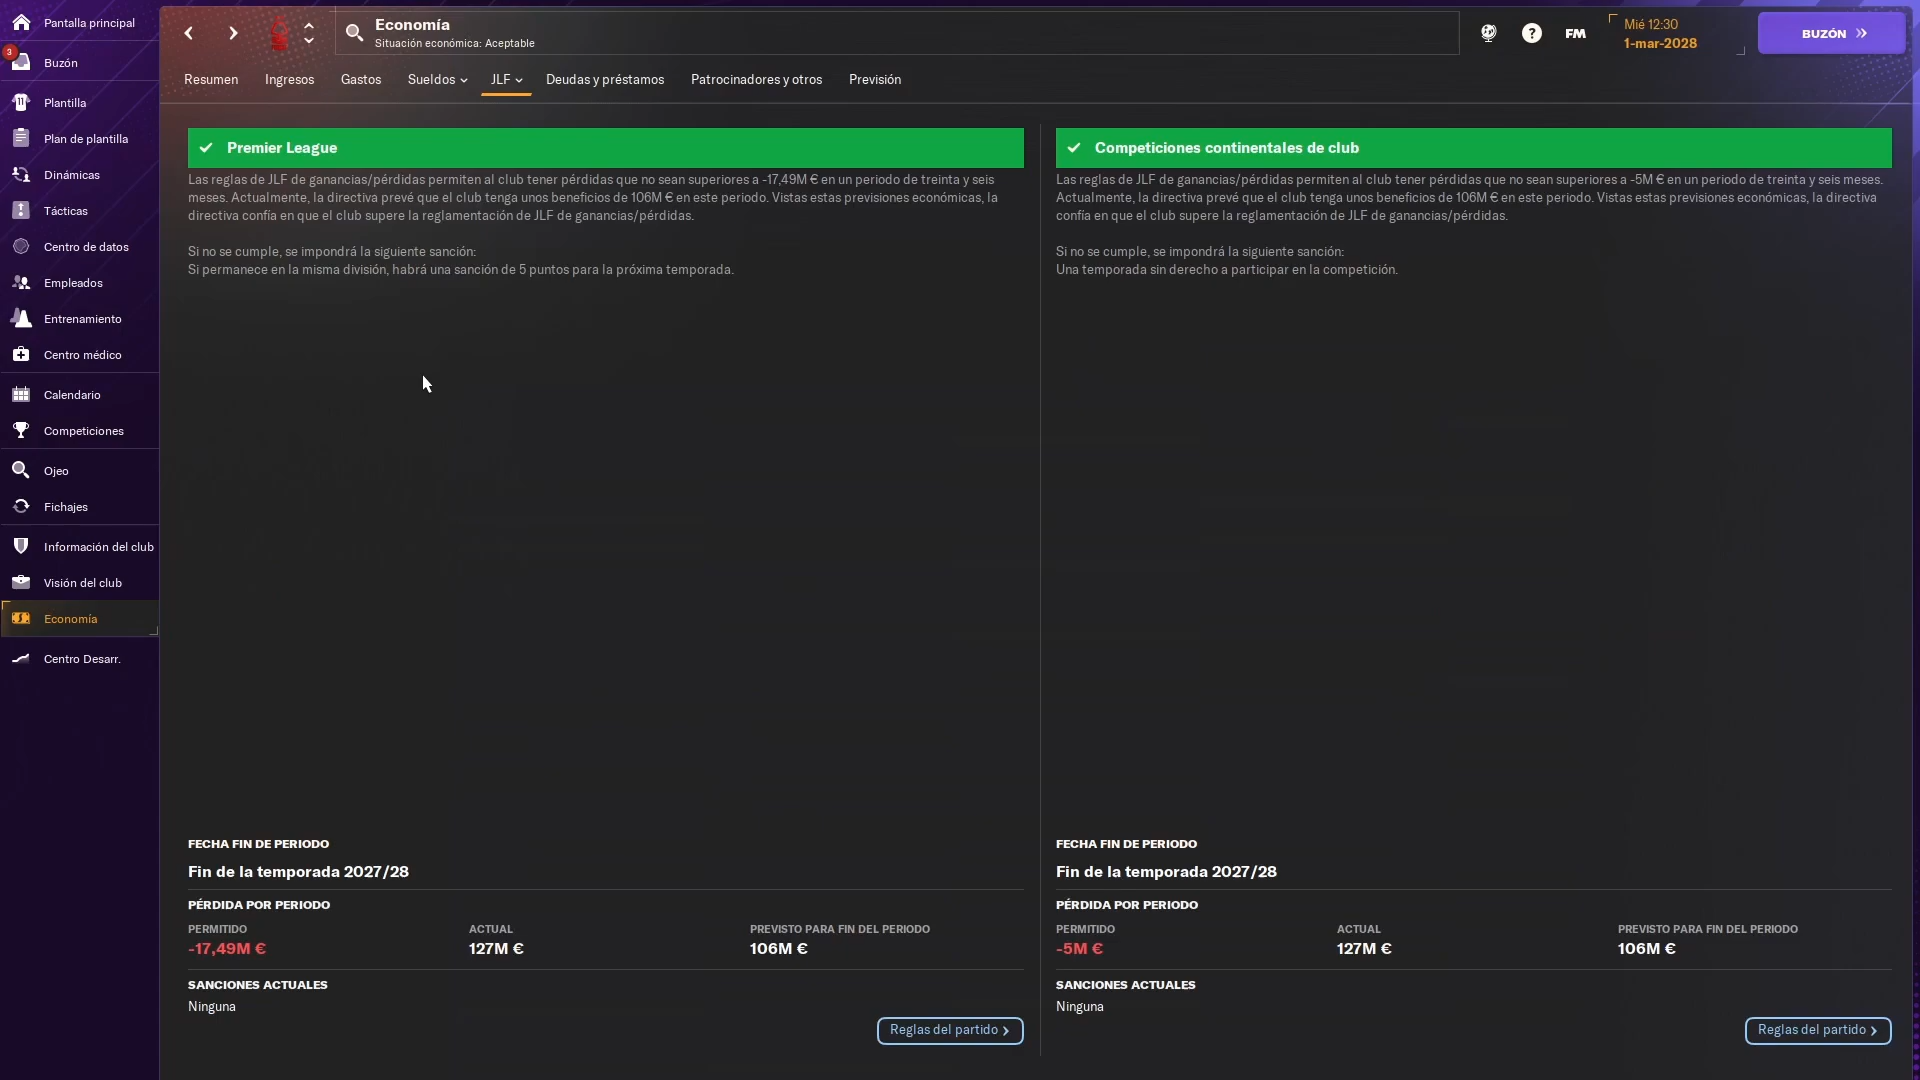 Pantalla principal
3
Buzón
Plantilla
Plan de plantilla
Dinámicas
Tácticas
Centro de datos
Empleados
Entrenamiento
Centro médico
Calendario
Competiciones
Ojeo
Fichajes
Información del club
Visión del club
Economía
Centro Desarr.
Economía
Situación económica: Aceptable
?
FM
Mié 12:30
1-mar-2028
BUZÓN
Resumen
Ingresos
Gastos
Sueldos
JLF
Deudas y préstamos
Patrocinadores y otros
Previsión
Premier League
Las reglas de JLF de ganancias/pérdidas permiten al club tener pérdidas que no sean superiores a -17,49M € en un periodo de treinta y seis
meses. Actualmente, la directiva prevé que el club tenga unos beneficios de 106M € en este periodo. Vistas estas previsiones económicas, la
directiva confía en que el club supere la reglamentación de JLF de ganancias/pérdidas.
Si no se cumple, se impondrá la siguiente sanción:
Si permanece en la misma división, habrá una sanción de 5 puntos para la próxima temporada.
FECHA FIN DE PERIODO
Fin de la temporada 2027/28
PÉRDIDA POR PERIODO
PERMITIDO
ACTUAL
PREVISTO PARA FIN DEL PERIODO
-17,49M €
127M €
106M €
SANCIONES ACTUALES
Ninguna
Reglas del partido
Competiciones continentales de club
Las reglas de JLF de ganancias/pérdidas permiten al club tener pérdidas que no sean superiores a -5M € en un periodo de treinta y seis meses.
Actualmente, la directiva prevé que el club tenga unos beneficios de 106M € en este periodo. Vistas estas previsiones económicas, la directiva
confía en que el club supere la reglamentación de JLF de ganancias/pérdidas.
Si no se cumple, se impondrá la siguiente sanción:
Una temporada sin derecho a participar en la competición.
FECHA FIN DE PERIODO
Fin de la temporada 2027/28
PÉRDIDA POR PERIODO
PERMITIDO
ACTUAL
PREVISTO PARA FIN DEL PERIODO
-5M €
127M €
106M €
SANCIONES ACTUALES
Ninguna
Reglas del partido